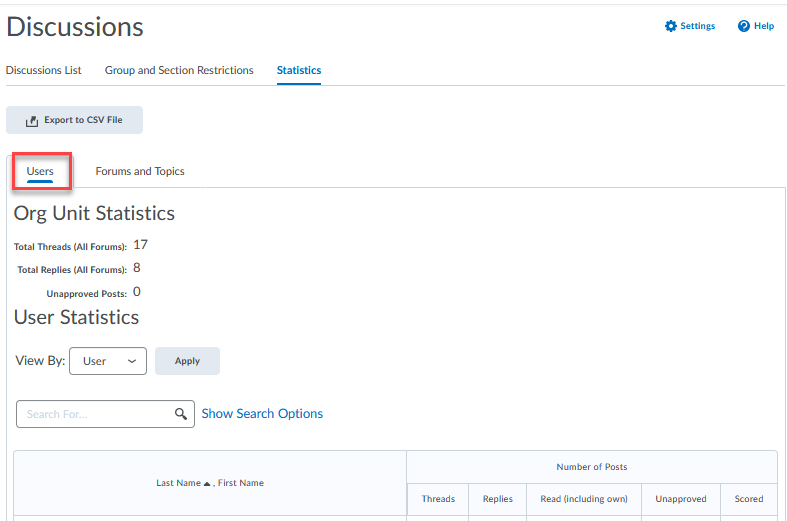 Discussions
Settings
Help
Discussions List
Group and Section Restrictions
Statistics
Export to CSV File
Users
Forums and Topics
Org Unit Statistics
Total Threads (All Forums): 17
Total Replies (All Forums): 8
Unapproved Posts: 0
User Statistics
View By: User
Apply
Search For...
Show Search Options
Last Name , First Name
Number of Posts
Threads
Replies
Read (including own)
Unapproved
Scored